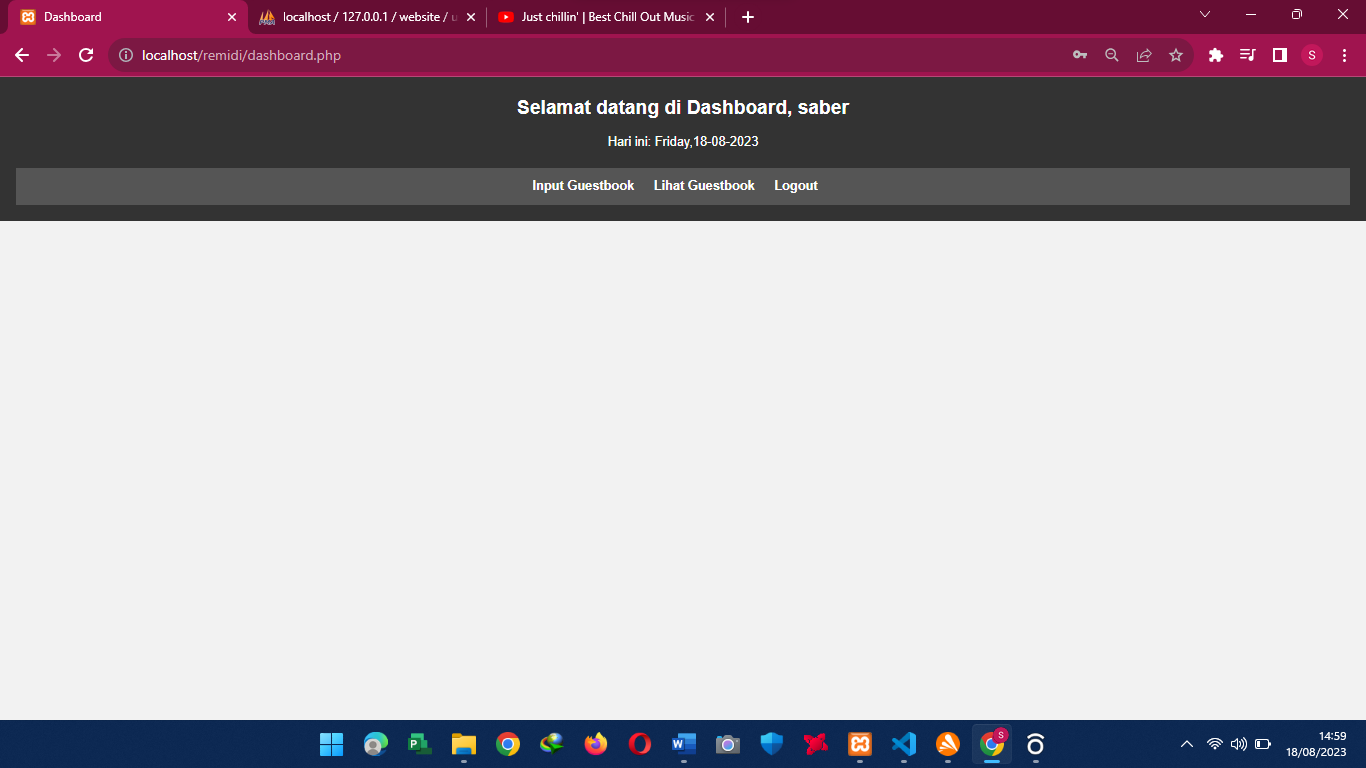 Dashboard
localhost / 127.0.0.1 / website / u
Just chillin' | Best Chill Out Music
localhost/remidi/dashboard.php
S
Selamat datang di Dashboard, saber
Hari ini: Friday,18-08-2023
Input Guestbook Lihat Guestbook Logout
S
14:59
18/08/2023